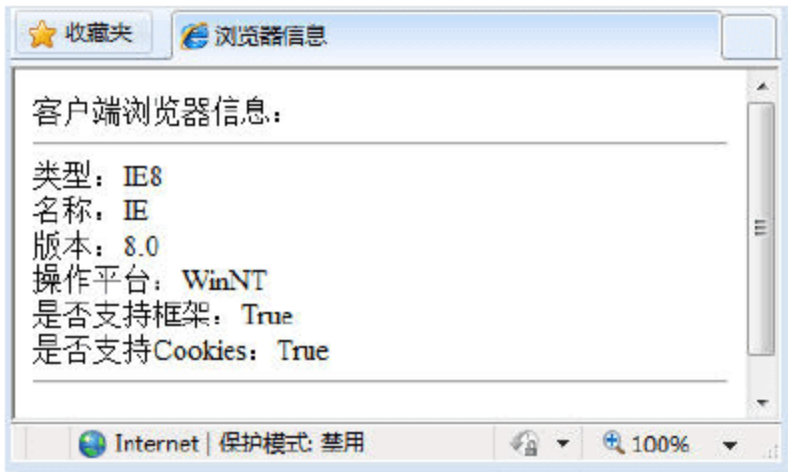 收藏夹 浏览器信息
客户端浏览器信息：
类型：IE8
名称：IE
版本：8.0
操作平台：WinNT
是否支持框架：True
是否支持Cookies：True
Internet | 保护模式: 禁用 100%